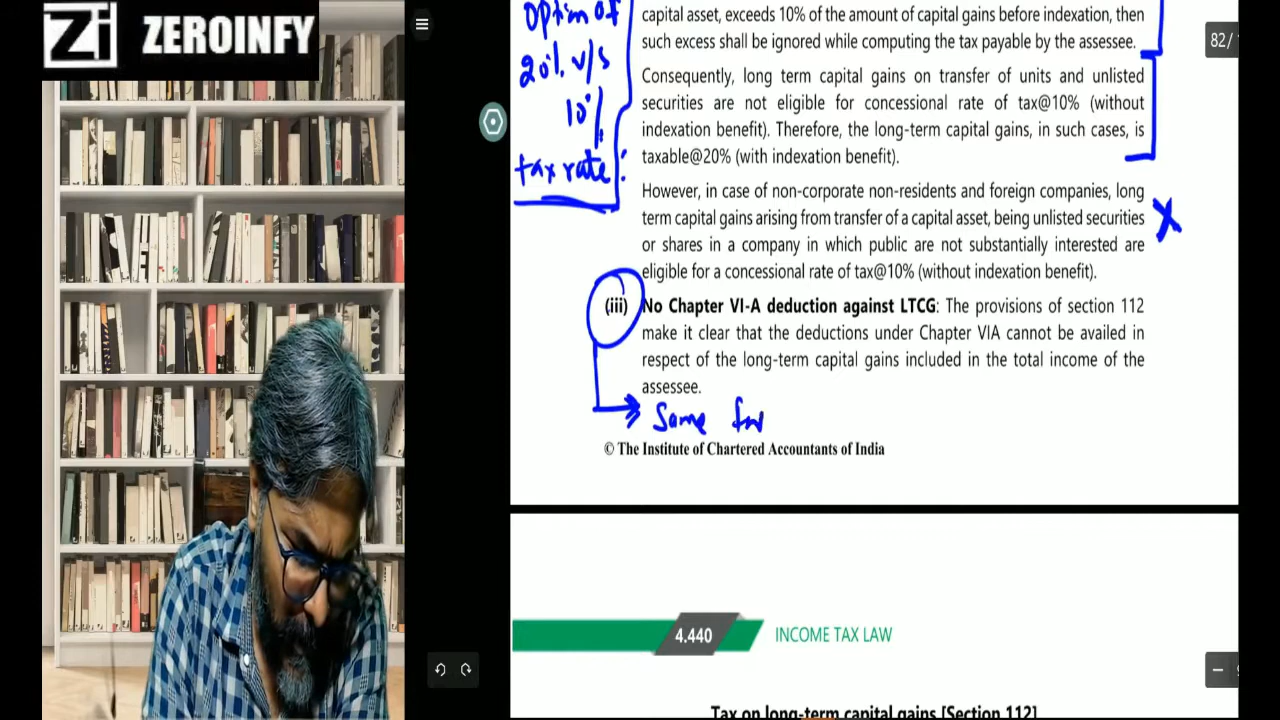 Zi ZEROINFY
option of
20% v/s
10%
tax rate :
capital asset, exceeds 10% of the amount of capital gains before indexation, then
such excess shall be ignored while computing the tax payable by the assessee.
Consequently, long term capital gains on transfer of units and unlisted
securities are not eligible for concessional rate of tax@10% (without
indexation benefit). Therefore, the long-term capital gains, in such cases, is
taxable@20% (with indexation benefit).
However, in case of non-corporate non-residents and foreign companies, long
term capital gains arising from transfer of a capital asset, being unlisted securities
or shares in a company in which public are not substantially interested are
eligible for a concessional rate of tax@10% (without indexation benefit).
(iii) No Chapter VI-A deduction against LTCG: The provisions of section 112
make it clear that the deductions under Chapter VIA cannot be availed in
respect of the long-term capital gains included in the total income of the
assessee.
Same for
© The Institute of Chartered Accountants of India
82/
4.440 INCOME TAX LAW
Tax on long-term capital gains [Section 112]